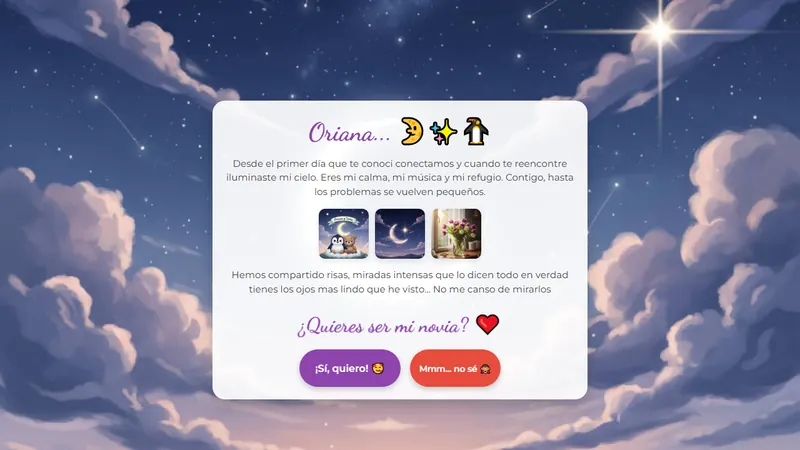 Oriana... 🌛✨🐧
Desde el primer día que te conoci conectamos y cuando te reencontre
iluminaste mi cielo. Eres mi calma, mi música y mi refugio. Contigo, hasta
los problemas se vuelven pequeños.
Hemos compartido risas, miradas intensas que lo dicen todo en verdad
tienes los ojos mas lindo que he visto... No me canso de mirarlos
¿Quieres ser mi novia? ❤️
¡Sí, quiero! 🥰
Mmm... no sé 🙈